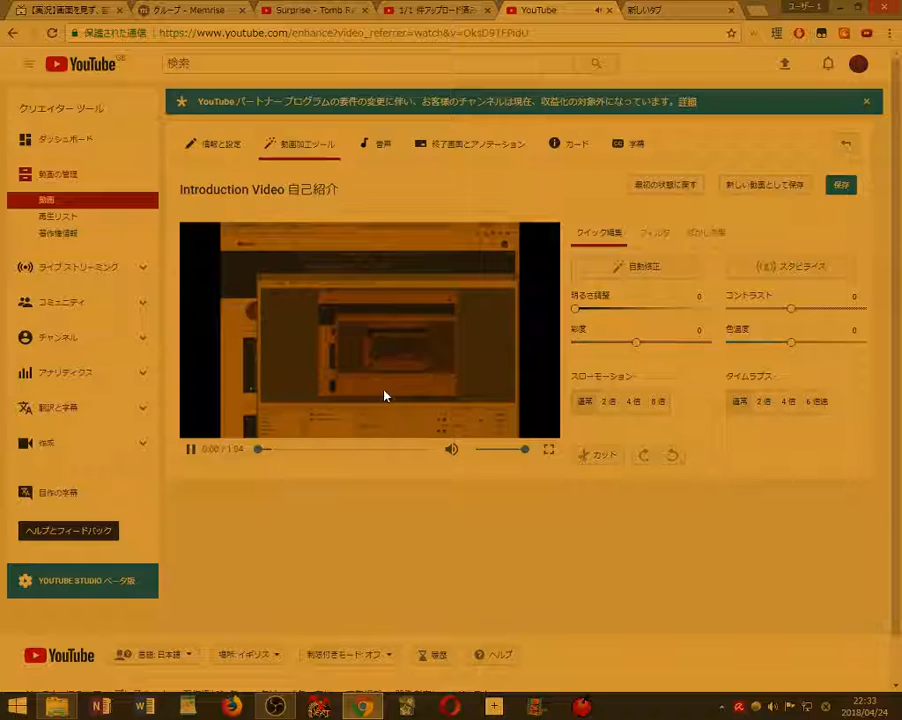 【実況】画面を見ず、
グループ - Memrise
Surprise - Tomb R
1/1 件アップロード済み
YouTube
新しいタブ
ユーザー 1
保護された通信
https://www.youtube.com/enhance?video_referrer=watch&v=
YouTube GB
検索
クリエイター ツール
YouTube パートナー プログラムの要件の変更に伴い、お客様のチャンネルは現在、収益化の対象外になっています。詳細
ダッシュボード
動画の管理
動画
再生リスト
著作権情報
ライブ ストリーミング
コミュニティ
チャンネル
アナリティクス
翻訳と字幕
作成
自作の字幕
ヘルプとフィードバック
YOUTUBE STUDIO ベータ版
情報と設定
動画加工ツール
音声
終了画面とアノテーション
カード
字幕
Introduction Video 自己紹介
最初の状態に戻す
新しい動画として保存
保存
クイック編集
フィルタ
ぼかし効果
自動修正
スタビライズ
明るさ調整 0
コントラスト 0
彩度 0
色温度 0
スローモーション
タイムラプス
通常 2 倍 4 倍 8 倍
通常 2 倍 4 倍 6 倍速
カット
0:00 / 1:04
YouTube
言語: 日本語
場所: イギリス
制限付きモード: オフ
履歴
ヘルプ
22:33
2018/04/24